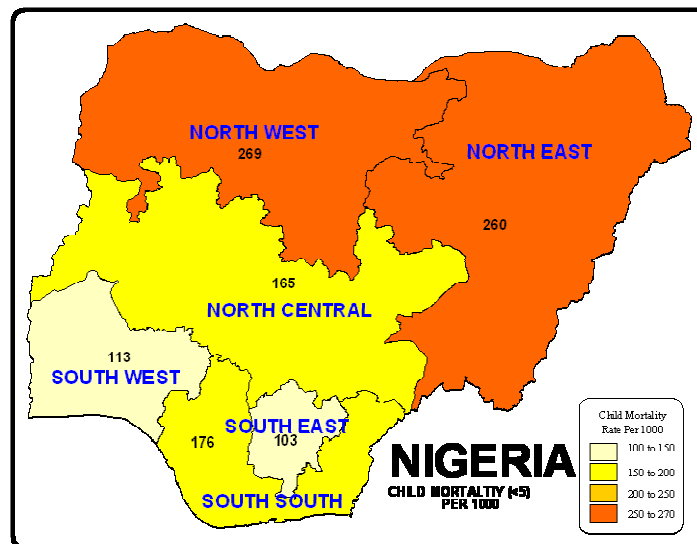 NORTH WEST
269
NORTH EAST
260
165
NORTH CENTRAL
113
SOUTH WEST
SOUTH EAST
176
103
SOUTH SOUTH
NIGERIA
CHILD MORTALTIY (<5)
PER 1000
Child Mortality
Rate Per 1000
100 to 150
150 to 200
200 to 250
250 to 270